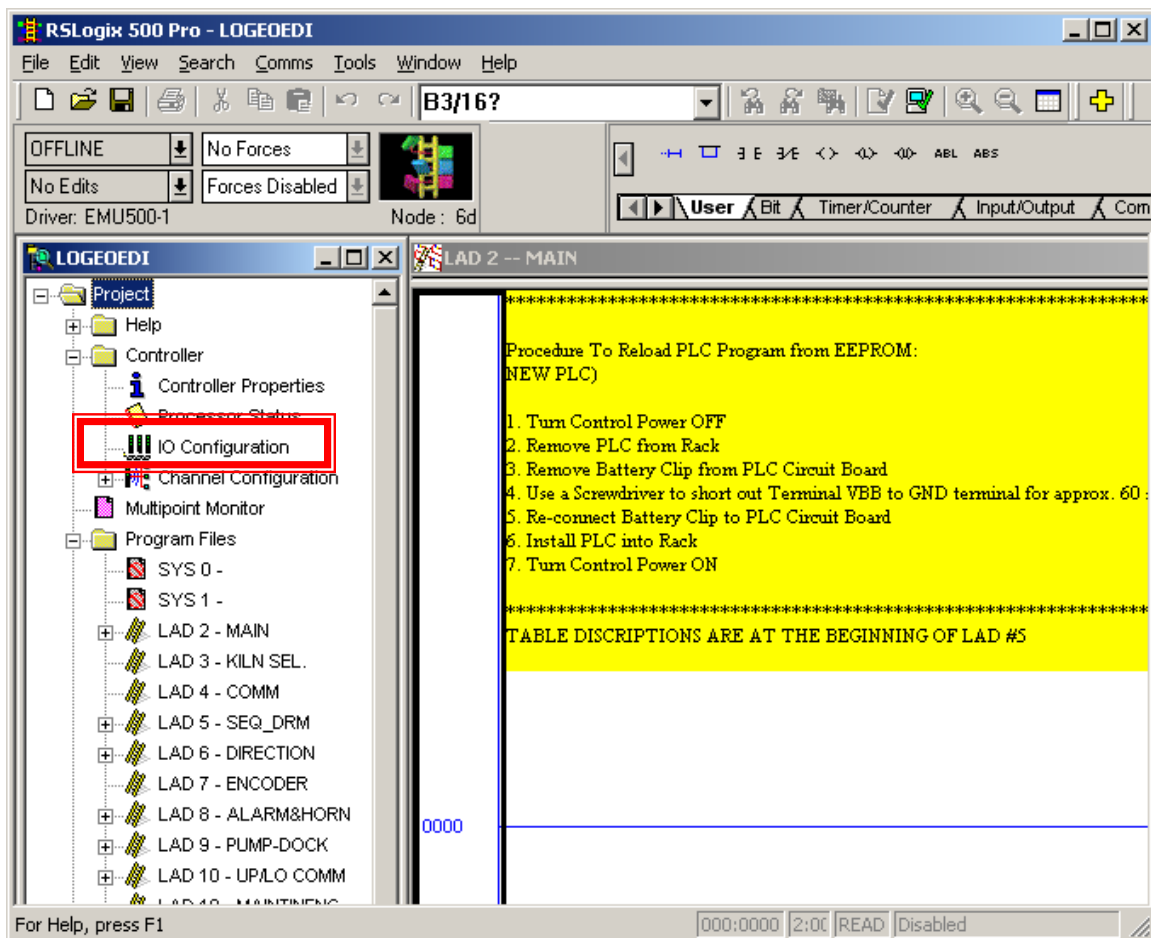 RSLogix 500 Pro - LOGEOEDI
File Edit View Search Comms Tools Window Help
B3/16?
OFFLINE No Forces
No Edits Forces Disabled
Driver: EMU500-1 Node : 6d
ABL ABS
User Bit Timer/Counter Input/Output Com
LOGEOEDI
Project
Help
Controller
Controller Properties
Processor Status
IO Configuration
Channel Configuration
Multipoint Monitor
Program Files
SYS 0 -
SYS 1 -
LAD 2 - MAIN
LAD 3 - KILN SEL.
LAD 4 - COMM
LAD 5 - SEQ_DRM
LAD 6 - DIRECTION
LAD 7 - ENCODER
LAD 8 - ALARM&HORN
LAD 9 - PUMP-DOCK
LAD 10 - UP/LO COMM
LAD 2 -- MAIN
Procedure To Reload PLC Program from EEPROM:
NEW PLC)
1. Turn Control Power OFF
2. Remove PLC from Rack
3. Remove Battery Clip from PLC Circuit Board
4. Use a Screwdriver to short out Terminal VBB to GND terminal for approx. 60
5. Re-connect Battery Clip to PLC Circuit Board
6. Install PLC into Rack
7. Turn Control Power ON
TABLE DISCRIPTIONS ARE AT THE BEGINNING OF LAD #5
0000
For Help, press F1
000:0000 2:00 READ Disabled